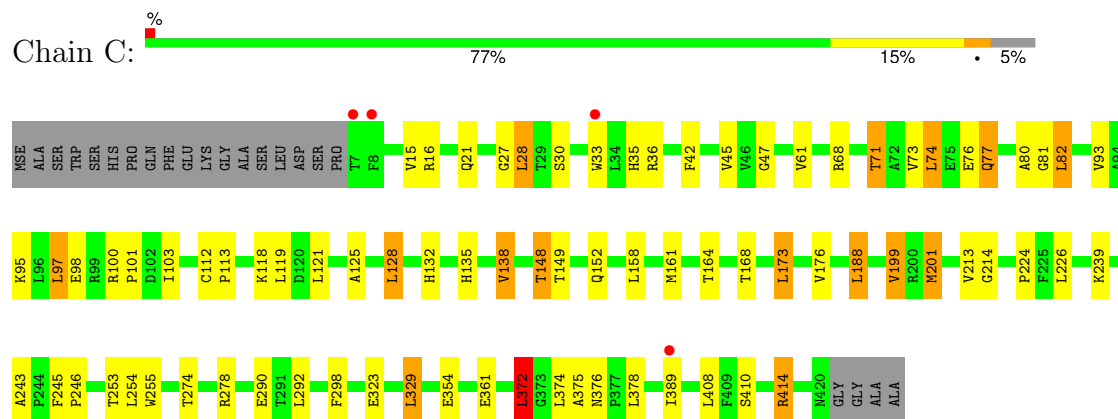 %
Chain C:
77% 15% • 5%
MSE ALA SER TRP SER HIS PRO GLN PHE GLU LYS GLY ALA SER LEU ASP SER PRO T7 F8 V15 R16 Q21 G27 L28 T29 S30 W33 L34 H35 R36 F42 V45 V46 G47 V61 R68 T71 A72 V73 L74 E75 E76 Q77 A80 G81 L82 V93 A94
K95 L96 L97 E98 R99 R100 P101 D102 I103 C112 P113 K118 L119 D120 L121 A125 L128 H132 H135 V138 T148 T149 Q152 L158 M161 T164 T168 L173 V176 L188 V199 R200 M201 V213 G214 P224 F225 L226 K239
A243 P244 F245 P246 T253 L254 W255 T274 R278 E290 T291 L292 F298 E323 L329 E354 E361 L372 G373 L374 A375 N376 P377 L378 I389 L408 F409 S410 R414 N420 GLY GLY ALA ALA